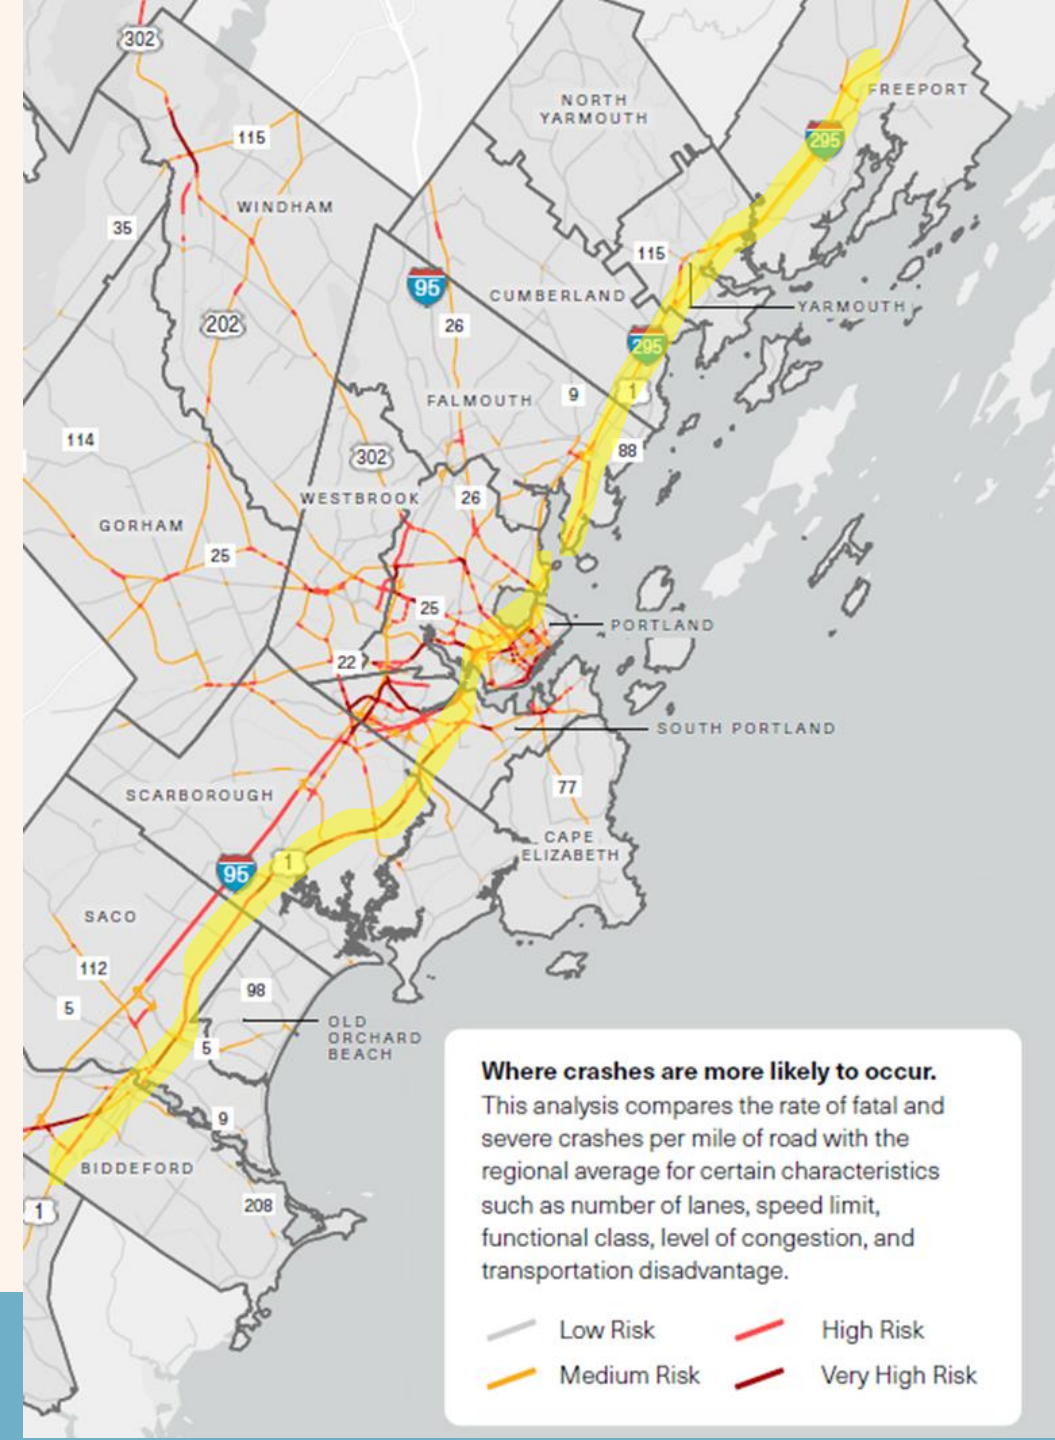 302
FREEPORT
NORTH
YARMOUTH
295
115
WINDHAM
35
115
95
CUMBERLAND
YARMOUTH
202
26
295
9
1
FALMOUTH
88
114
302
WESTBROOK
26
GORHAM
25
25
PORTLAND
22
SOUTH PORTLAND
77
SCARBOROUGH
CAPE
ELIZABETH
1
95
SACO
112
98
5
OLD
ORCHARD
BEACH
5
9
BIDDEFORD
208
1
Where crashes are more likely to occur.
This analysis compares the rate of fatal and
severe crashes per mile of road with the
regional average for certain characteristics
such as number of lanes, speed limit,
functional class, level of congestion, and
transportation disadvantage.
Low Risk
High Risk
Medium Risk
Very High Risk